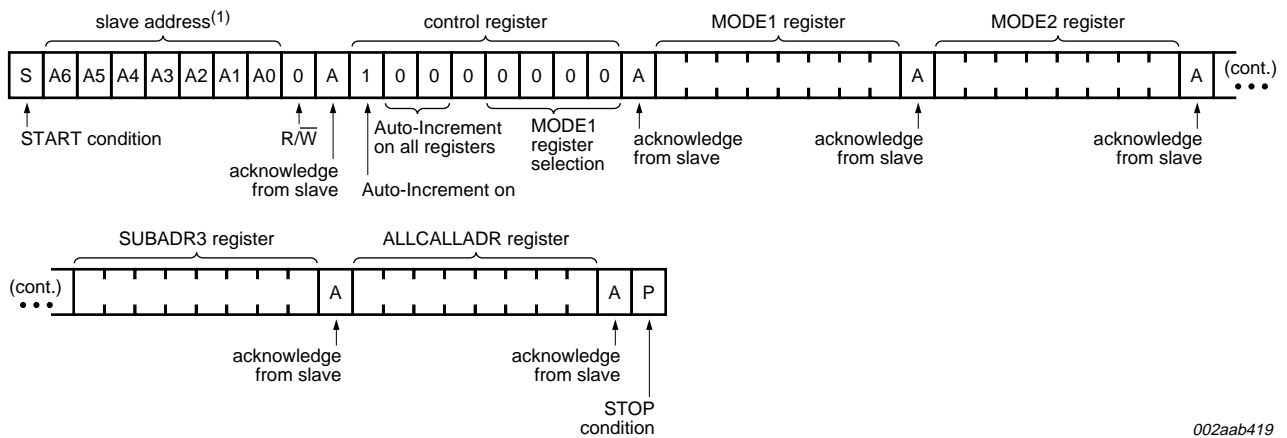 slave address(1) control register MODE1 register MODE2 register
S A6 A5 A4 A3 A2 A1 A0 0 A 1 0 0 0 0 0 0 0 A A A (cont.)
START condition R/W̅ Auto-Increment MODE1 acknowledge acknowledge acknowledge
on all registers register from slave from slave from slave
selection
acknowledge
from slave Auto-Increment on
SUBADR3 register ALLCALLADR register
(cont.) A A P
acknowledge acknowledge
from slave from slave
STOP
condition
002aab419